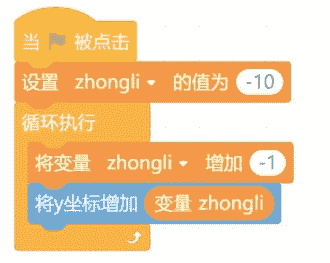 当 被点击
设置 zhongli 的值为 -10
循环执行
将变量 zhongli 增加 -1
将y坐标增加 变量 zhongli